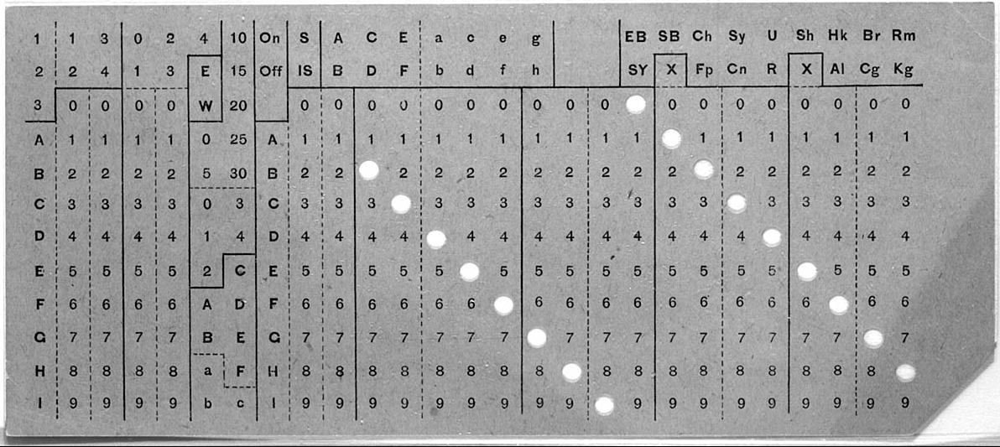 1 1 3 0 2 4 10 On S A C E a c e g EB SB Ch Sy U Sh Hk Br Rm
2 2 4 1 3 E 15 Off IS B D F b d f h SY X Fp Cn R X Al Cg Kg
3 0 0 0 0 W 20 0 0 0 0 0 0 0 0 0 0 0 0 0 0 0 0 0 0
A 1 1 1 1 0 25 A 1 1 1 1 1 1 1 1 1 1 1 1 1 1 1 1 1 1
B 2 2 2 2 5 30 B 2 2 2 2 2 2 2 2 2 2 2 2 2 2 2 2 2
C 3 3 3 3 0 3 C 3 3 3 3 3 3 3 3 3 3 3 3 3 3 3 3 3
D 4 4 4 4 1 4 D 4 4 4 4 4 4 4 4 4 4 4 4 4 4 4 4 4
E 5 5 5 5 2 C E 5 5 5 5 5 5 5 5 5 5 5 5 5 5 5 5 5
F 6 6 6 6 A D F 6 6 6 6 6 6 6 6 6 6 6 6 6 6 6 6 6
G 7 7 7 7 B E G 7 7 7 7 7 7 7 7 7 7 7 7 7 7 7 7 7
H 8 8 8 8 a F H 8 8 8 8 8 8 8 8 8 8 8 8 8 8 8 8 8
I 9 9 9 9 b c I 9 9 9 9 9 9 9 9 9 9 9 9 9 9 9 9 9 9